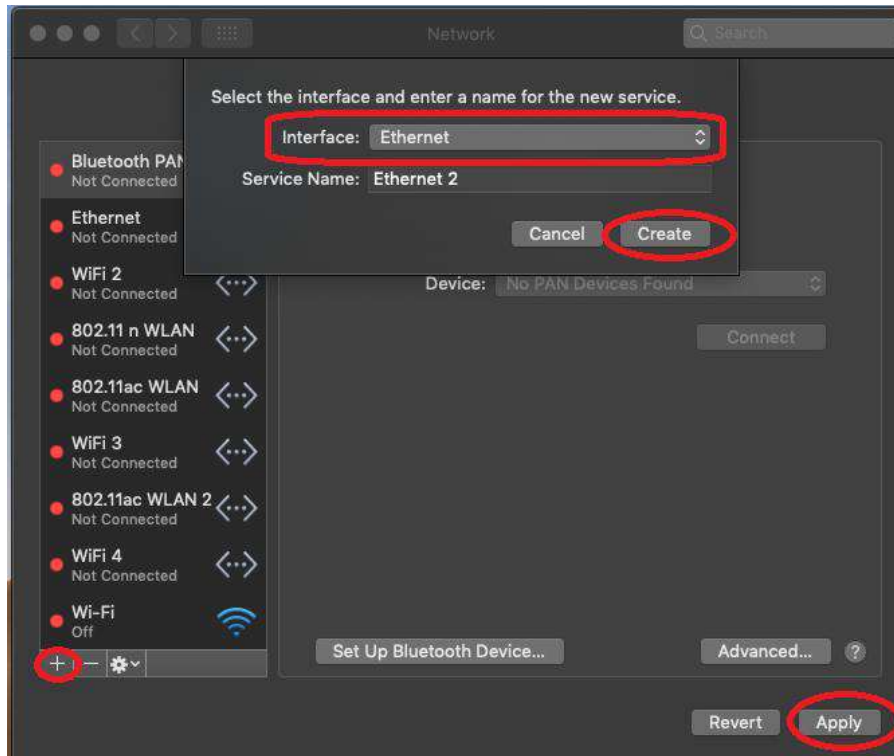 Network
Search
Select the interface and enter a name for the new service.
Interface: Ethernet
Service Name: Ethernet 2
Cancel Create
Bluetooth PAN
Not Connected
Ethernet
Not Connected
WiFi 2
Not Connected
802.11 n WLAN
Not Connected
802.11ac WLAN
Not Connected
WiFi 3
Not Connected
802.11ac WLAN 2
Not Connected
WiFi 4
Not Connected
Wi-Fi
Off
Device: No PAN Devices Found
Connect
Set Up Bluetooth Device... Advanced... ?
Revert Apply